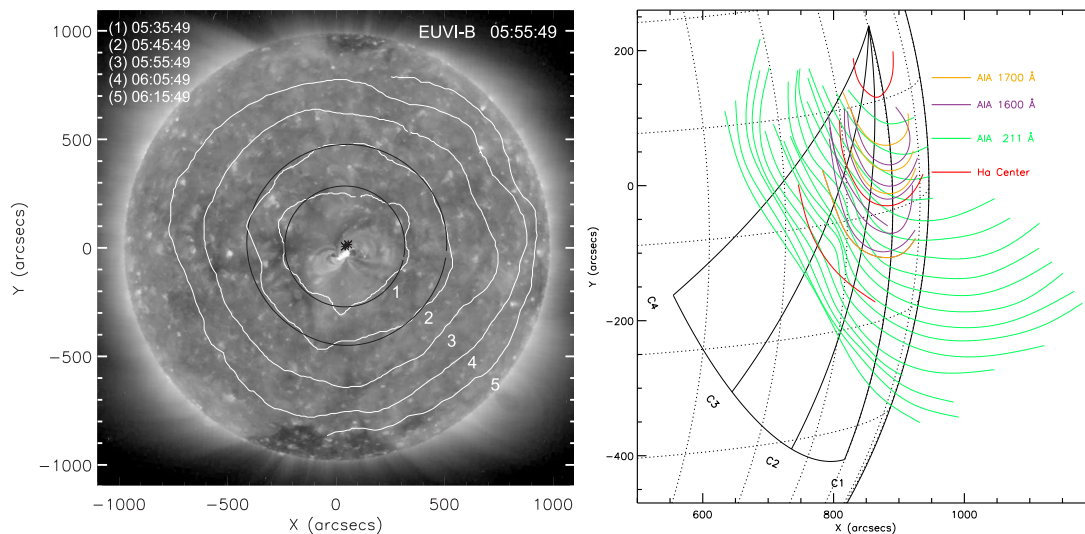 (1) 05:35:49
(2) 05:45:49
(3) 05:55:49
(4) 06:05:49
(5) 06:15:49
EUVI-B 05:55:49
1000
500
0
−500
−1000
Y (arcsecs)
1
2
3
4
5
−1000 −500 0 500 1000
X (arcsecs)
200
0
−200
−400
Y (arcsecs)
AIA 1700 Å
AIA 1600 Å
AIA 211 Å
Ha Center
C4
C3
C2
C1
600 800 1000
X (arcsecs)